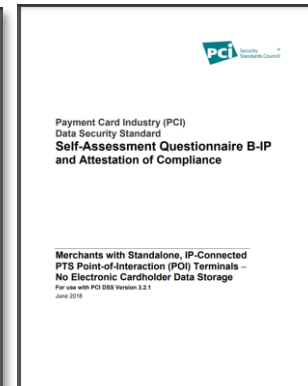 PCI Security
Standards Council
Payment Card Industry (PCI)
Data Security Standard
Self-Assessment Questionnaire B-IP
and Attestation of Compliance
Merchants with Standalone, IP-Connected
PTS Point-of-Interaction (POI) Terminals –
No Electronic Cardholder Data Storage
For use with PCI DSS Version 3.2.1
June 2018